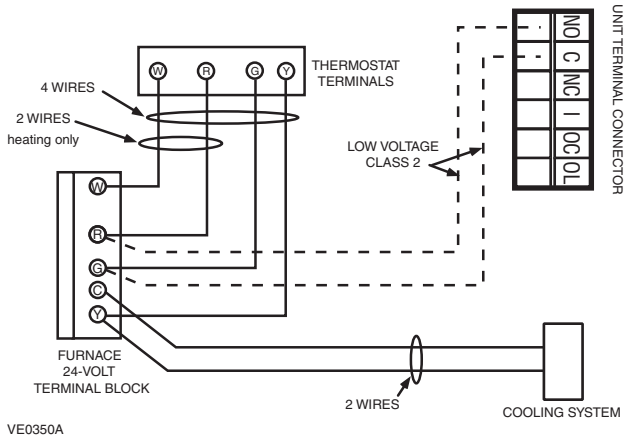 W R G Y
THERMOSTAT
TERMINALS
4 WIRES
2 WIRES
heating only
LOW VOLTAGE
CLASS 2
UNIT TERMINAL CONNECTOR
NO
C
NC
I
OC
OL
W
R
G
C
Y
FURNACE
24-VOLT
TERMINAL BLOCK
2 WIRES
COOLING SYSTEM
VE0350A